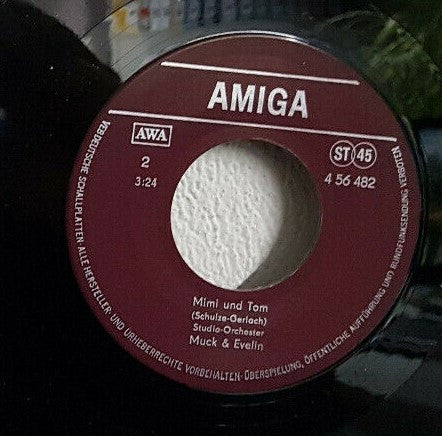 AMIGA
AWA
ST 45
2
4 56 482
3:24
Mimi und Tom
(Schulze-Gerlach)
Studio-Orchester
Muck & Evelin
VEB DEUTSCHE SCHALLPLATTEN · ALLE HERSTELLER- UND URHEBERRECHTE VORBEHALTEN · ÜBERSPIELUNG, ÖFFENTLICHE AUFFÜHRUNG UND RUNDFUNKSENDUNG VERBOTEN